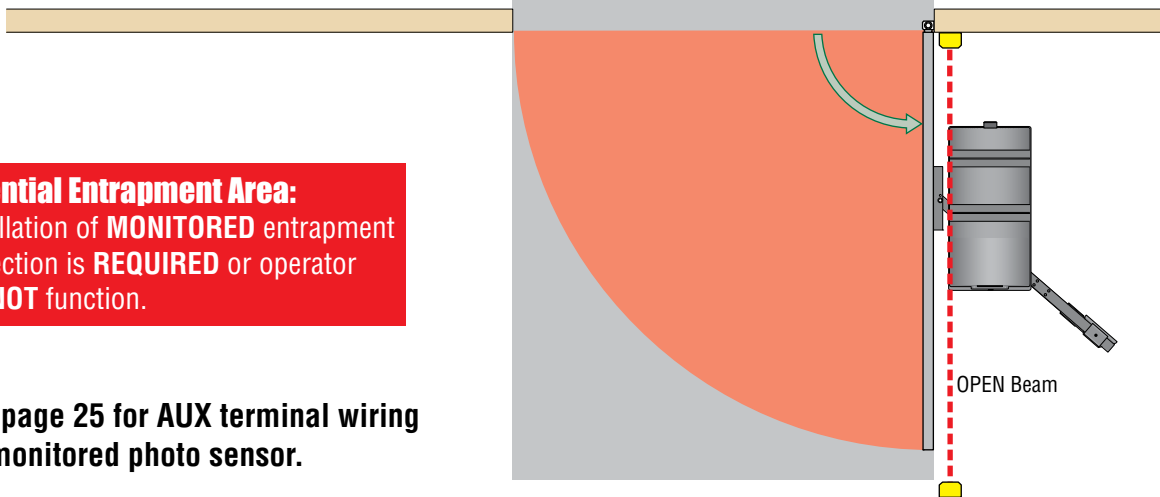 ntial Entrapment Area:
llation of MONITORED entrapment
ection is REQUIRED or operator
NOT function.
page 25 for AUX terminal wiring
monitored photo sensor.
OPEN Beam